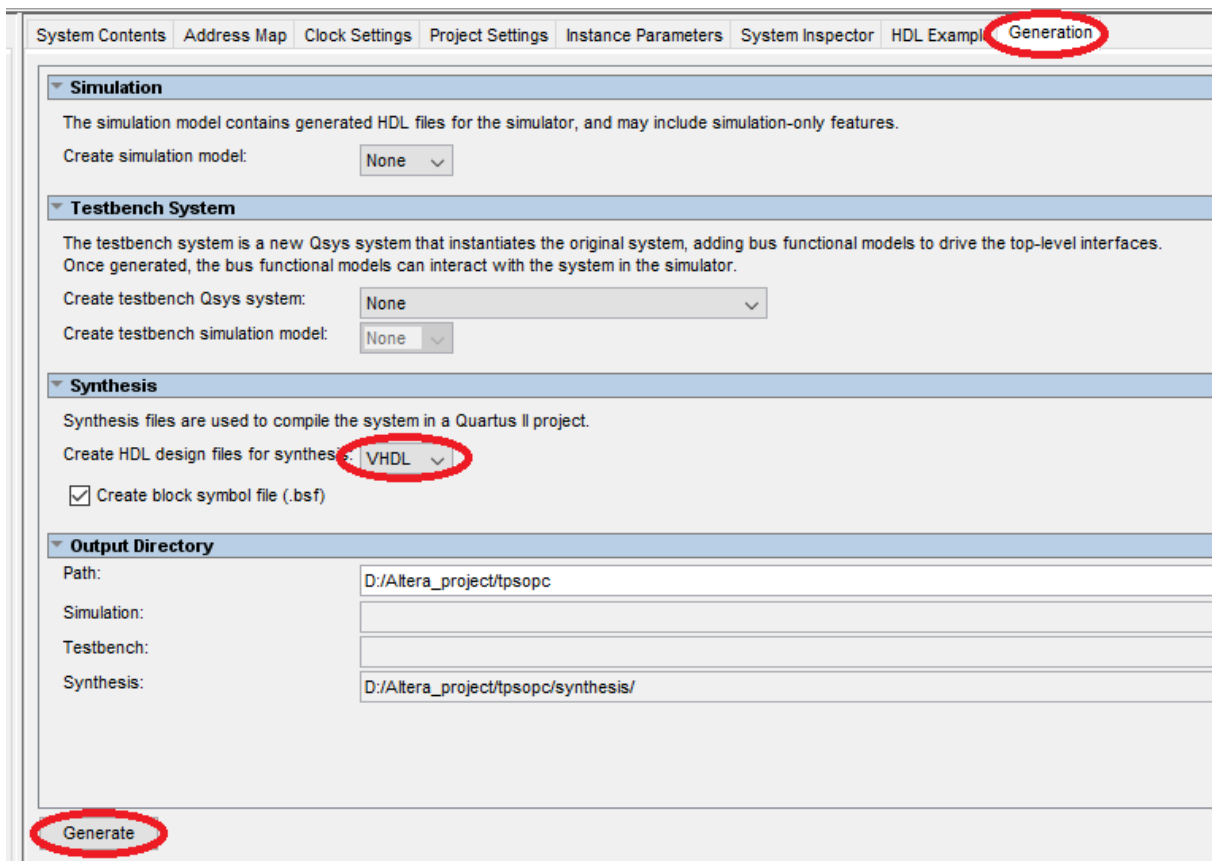 System Contents Address Map Clock Settings Project Settings Instance Parameters System Inspector HDL Exampl Generation
Simulation
The simulation model contains generated HDL files for the simulator, and may include simulation-only features.
Create simulation model: None
Testbench System
The testbench system is a new Qsys system that instantiates the original system, adding bus functional models to drive the top-level interfaces.
Once generated, the bus functional models can interact with the system in the simulator.
Create testbench Qsys system: None
Create testbench simulation model: None
Synthesis
Synthesis files are used to compile the system in a Quartus II project.
Create HDL design files for synthesis: VHDL
Create block symbol file (.bsf)
Output Directory
Path: D:/Altera_project/tpsopc
Simulation:
Testbench:
Synthesis: D:/Altera_project/tpsopc/synthesis/
Generate